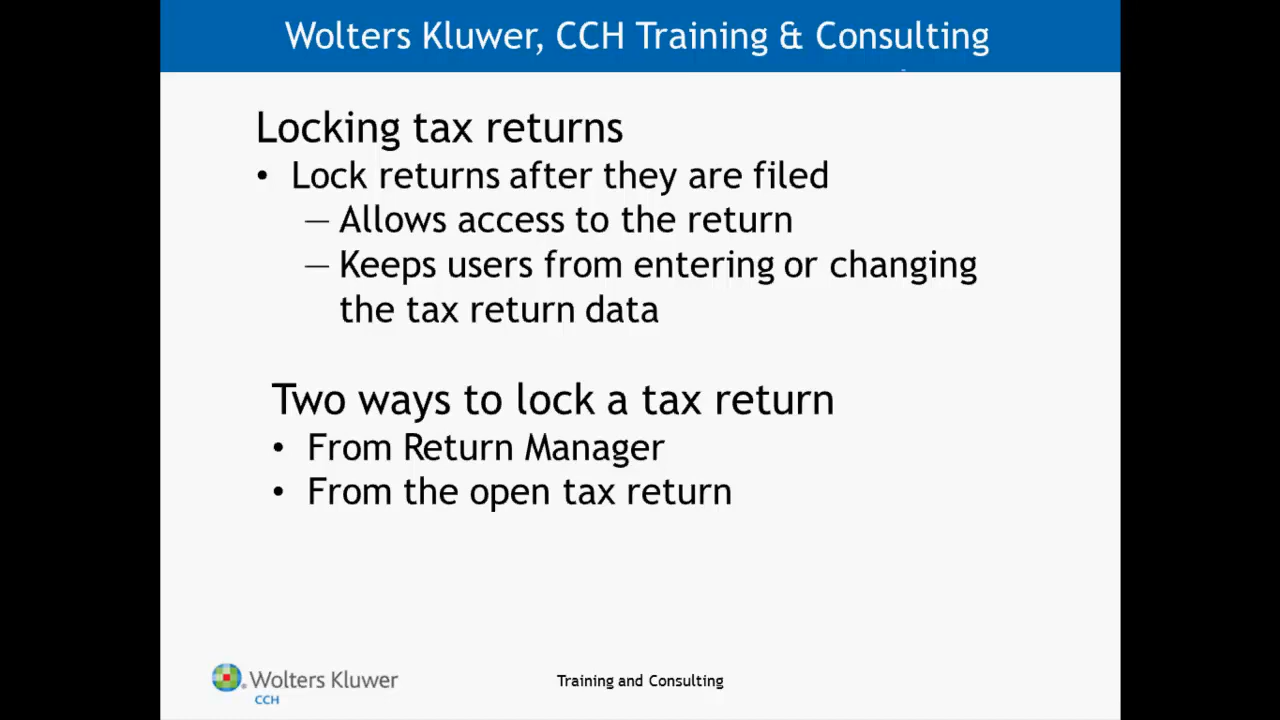 Wolters Kluwer, CCH Training & Consulting
Locking tax returns
• Lock returns after they are filed
— Allows access to the return
— Keeps users from entering or changing
the tax return data
Two ways to lock a tax return
• From Return Manager
• From the open tax return
Wolters Kluwer
CCH
Training and Consulting